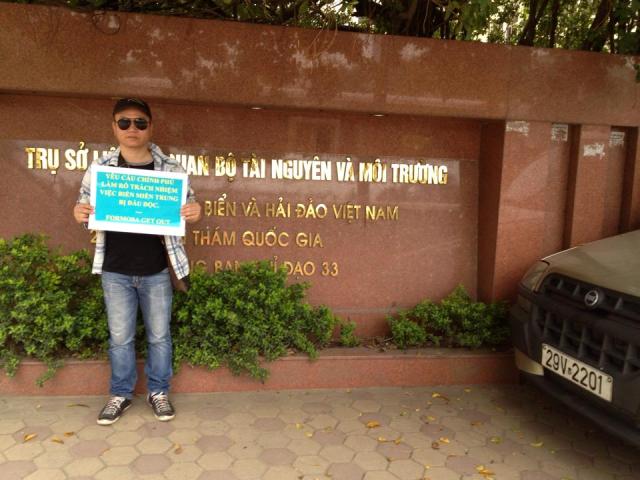 TRỤ SỞ QUAN BỘ TÀI NGUYÊN VÀ MÔI TRƯỜNG
YÊU CẦU CHÍNH PHỦ
LÀM RÕ TRÁCH NHIỆM
VIỆC BIỂN MIỀN TRUNG
BỊ ĐẦU ĐỘC.
FORMOSA GET OUT
BIỂN VÀ HẢI ĐẢO VIỆT NAM
THÁM QUỐC GIA
BAN ĐẠO 33
29V-2201